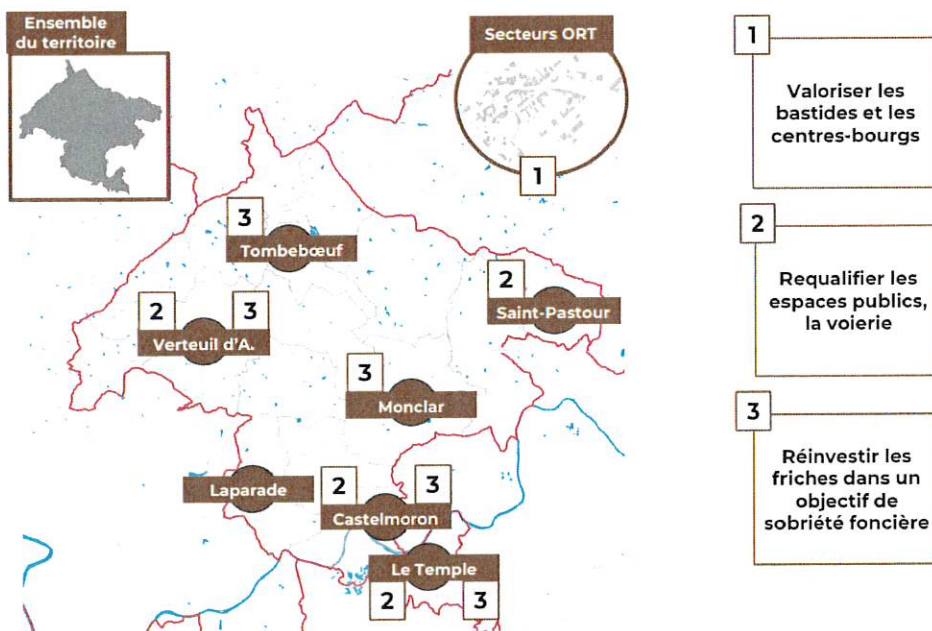 Ensemble
du territoire
Secteurs ORT
1
3
Tombebœuf
2
Saint-Pastour
2
3
Verteuil d'A.
3
Monclar
Laparade
2
3
Castelmoron
Le Temple
2
3
1
Valoriser les
bastides et les
centres-bourgs
2
Requalifier les
espaces publics,
la voierie
3
Réinvestir les
friches dans un
objectif de
sobriété foncière